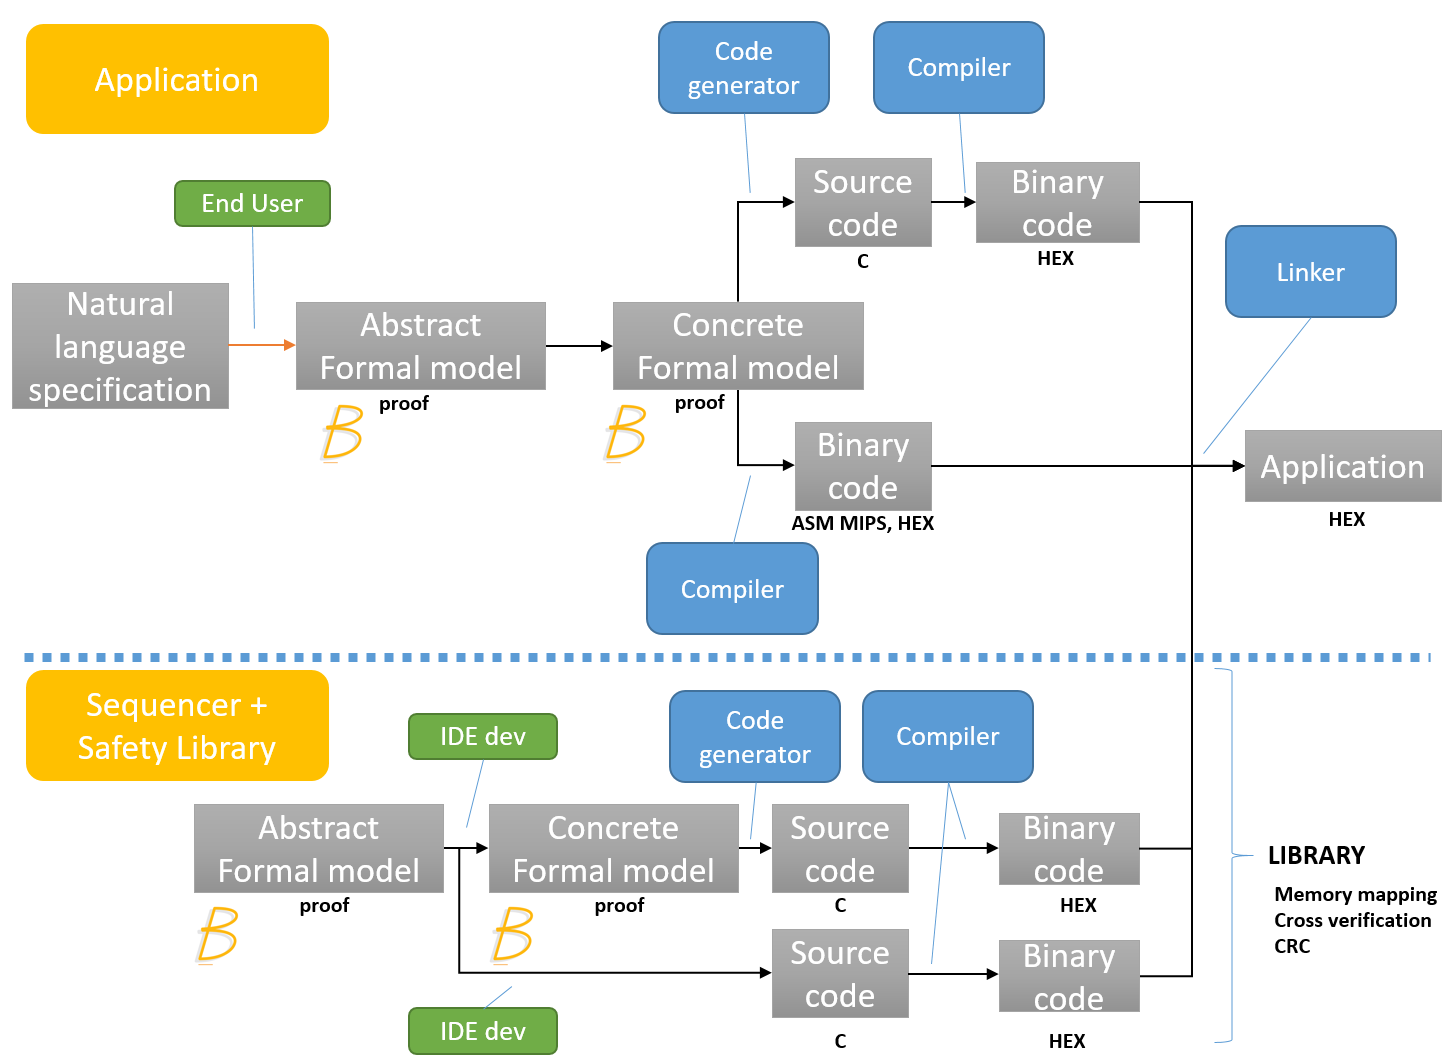 Application
Code
generator
Compiler
End User
Source
code
C
Binary
code
HEX
Linker
Natural
language
specification
Abstract
Formal model
proof
B
Concrete
Formal model
proof
B
Binary
code
ASM MIPS, HEX
Application
HEX
Compiler
Sequencer +
Safety Library
IDE dev
Code
generator
Compiler
Abstract
Formal model
proof
B
Concrete
Formal model
proof
B
Source
code
C
Binary
code
HEX
LIBRARY
Memory mapping
Cross verification
CRC
Source
code
C
Binary
code
HEX
IDE dev